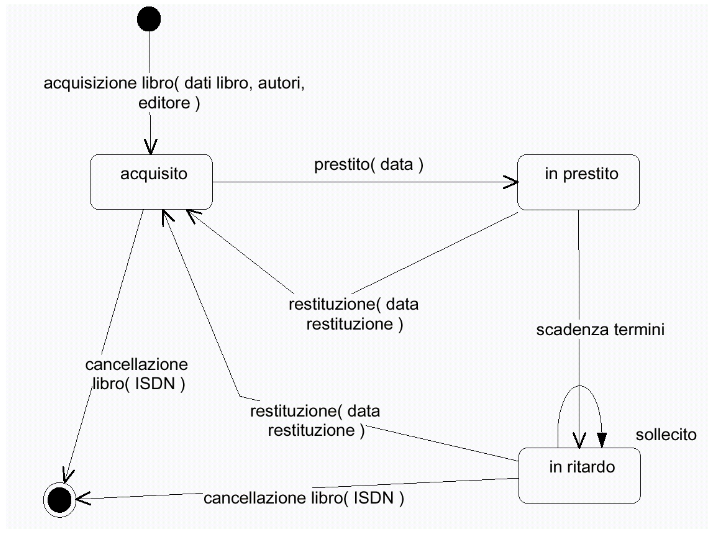 acquisizione libro( dati libro, autori,
editore )
acquisito
prestito( data )
in prestito
restituzione( data
restituzione )
scadenza termini
cancellazione
libro( ISDN )
restituzione( data
restituzione )
sollecito
in ritardo
cancellazione libro( ISDN )